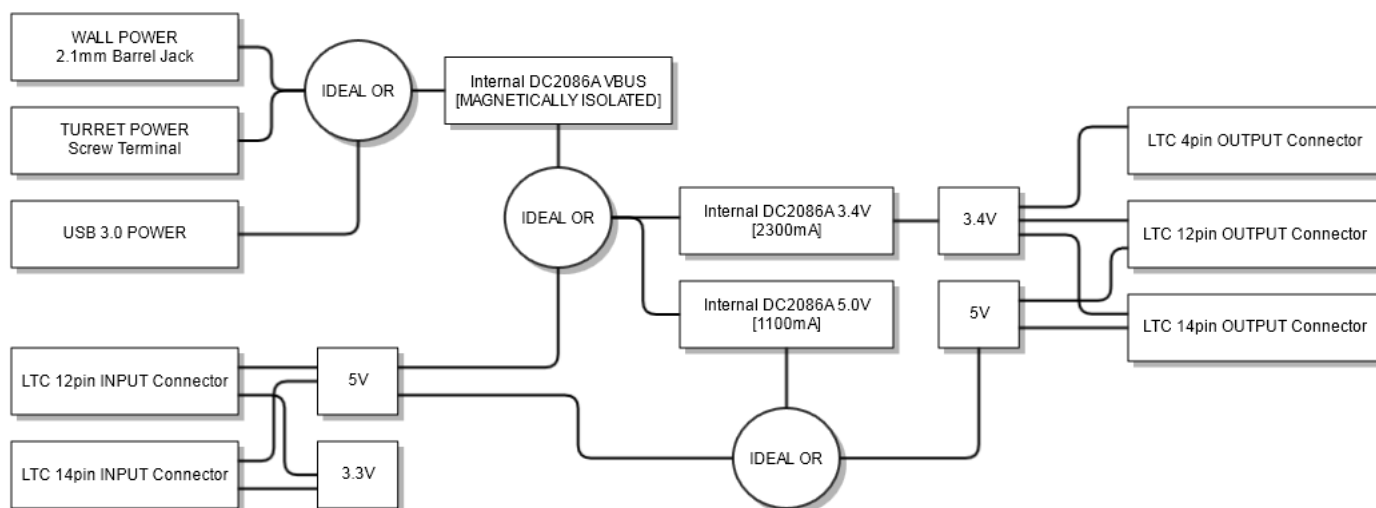 WALL POWER
2.1mm Barrel Jack
TURRET POWER
Screw Terminal
USB 3.0 POWER
IDEAL OR
Internal DC2086A VBUS
[MAGNETICALLY ISOLATED]
IDEAL OR
Internal DC2086A 3.4V
[2300mA]
Internal DC2086A 5.0V
[1100mA]
3.4V
5V
LTC 4pin OUTPUT Connector
LTC 12pin OUTPUT Connector
LTC 14pin OUTPUT Connector
LTC 12pin INPUT Connector
LTC 14pin INPUT Connector
5V
3.3V
IDEAL OR